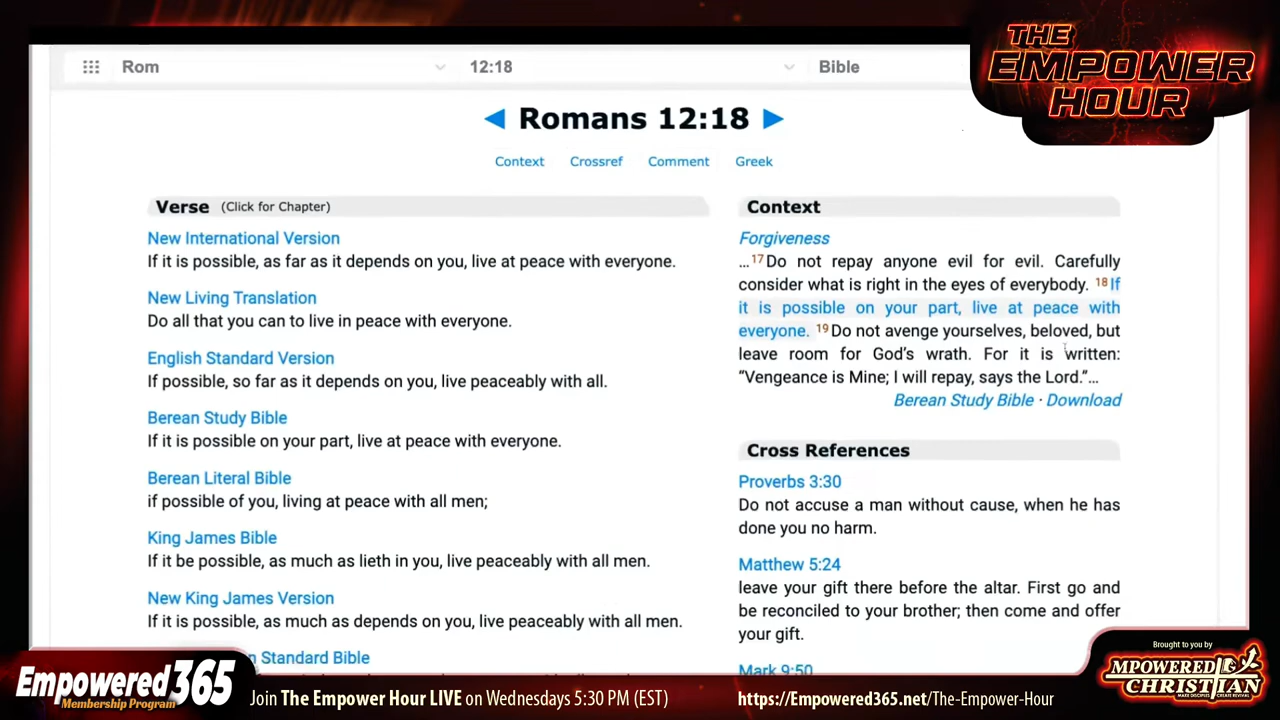 THE
EMPOWER
HOUR
Rom
12:18
Bible
Romans 12:18
Context Crossref Comment Greek
Verse (Click for Chapter)
New International Version
If it is possible, as far as it depends on you, live at peace with everyone.
New Living Translation
Do all that you can to live in peace with everyone.
English Standard Version
If possible, so far as it depends on you, live peaceably with all.
Berean Study Bible
If it is possible on your part, live at peace with everyone.
Berean Literal Bible
if possible of you, living at peace with all men;
King James Bible
If it be possible, as much as lieth in you, live peaceably with all men.
New King James Version
If it is possible, as much as depends on you, live peaceably with all men.
Standard Bible
Context
Forgiveness
…17Do not repay anyone evil for evil. Carefully
consider what is right in the eyes of everybody. 18If
it is possible on your part, live at peace with
everyone. 19Do not avenge yourselves, beloved, but
leave room for God’s wrath. For it is written:
“Vengeance is Mine; I will repay, says the Lord.”…
Berean Study Bible · Download
Cross References
Proverbs 3:30
Do not accuse a man without cause, when he has
done you no harm.
Matthew 5:24
leave your gift there before the altar. First go and
be reconciled to your brother; then come and offer
your gift.
Mark 9:50
Empowered365
Membership Program
Join The Empower Hour LIVE on Wednesdays 5:30 PM (EST)
https://Empowered365.net/The-Empower-Hour
Brought to you by
MPOWERED
CHRISTIAN
MAKE DISCIPLES CREATE REVIVAL